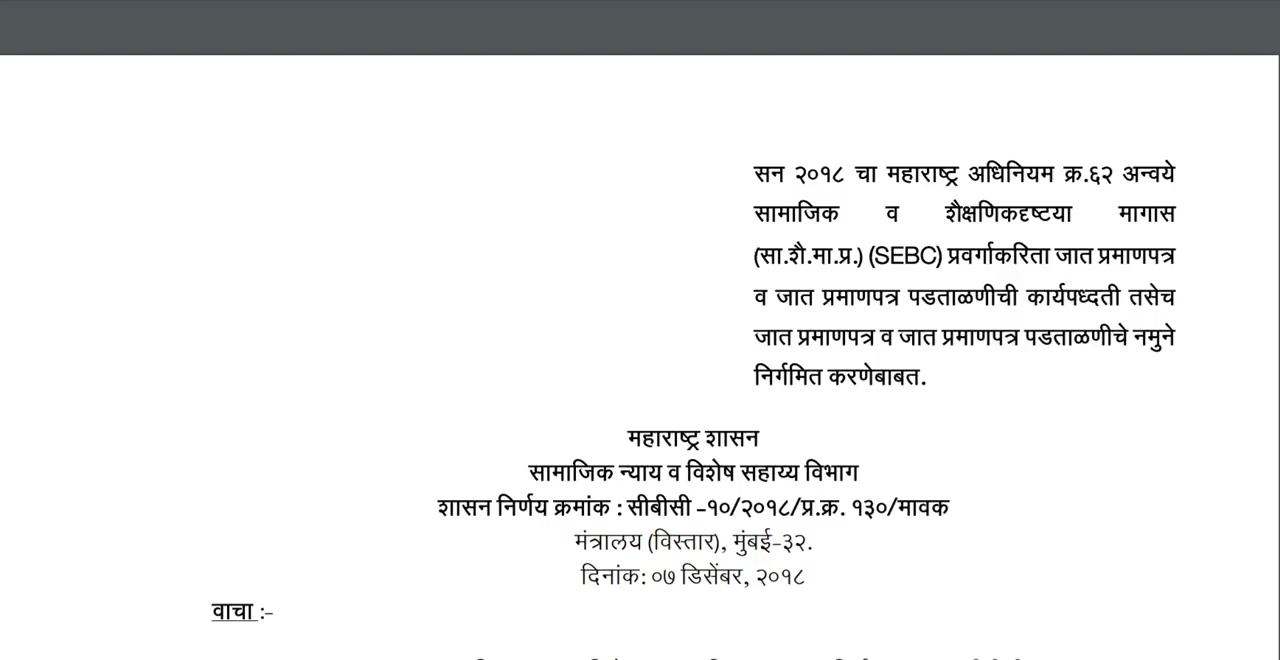 सन २०१८ चा महाराष्ट्र अधिनियम क्र.६२ अन्वये
सामाजिक व शैक्षणिकदृष्टया मागास
(सा.शै.मा.प्र.) (SEBC) प्रवर्गाकरिता जात प्रमाणपत्र
व जात प्रमाणपत्र पडताळणीची कार्यपध्दती तसेच
जात प्रमाणपत्र व जात प्रमाणपत्र पडताळणीचे नमुने
निर्गमित करणेबाबत.
महाराष्ट्र शासन
सामाजिक न्याय व विशेष सहाय्य विभाग
शासन निर्णय क्रमांक : सीबीसी -१०/२०१८/प्र.क्र. १३०/मावक
मंत्रालय (विस्तार), मुंबई-३२.
दिनांक: ०७ डिसेंबर, २०१८
वाचा :-